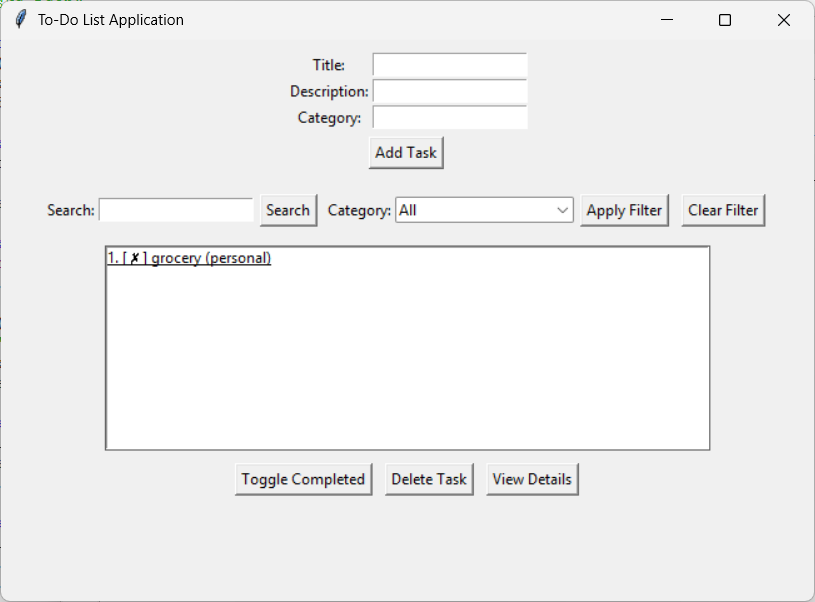 To-Do List Application
Title:
Description:
Category:
Add Task
Search: Search Category: All Apply Filter Clear Filter
1. [ ✗ ] grocery (personal)
Toggle Completed Delete Task View Details